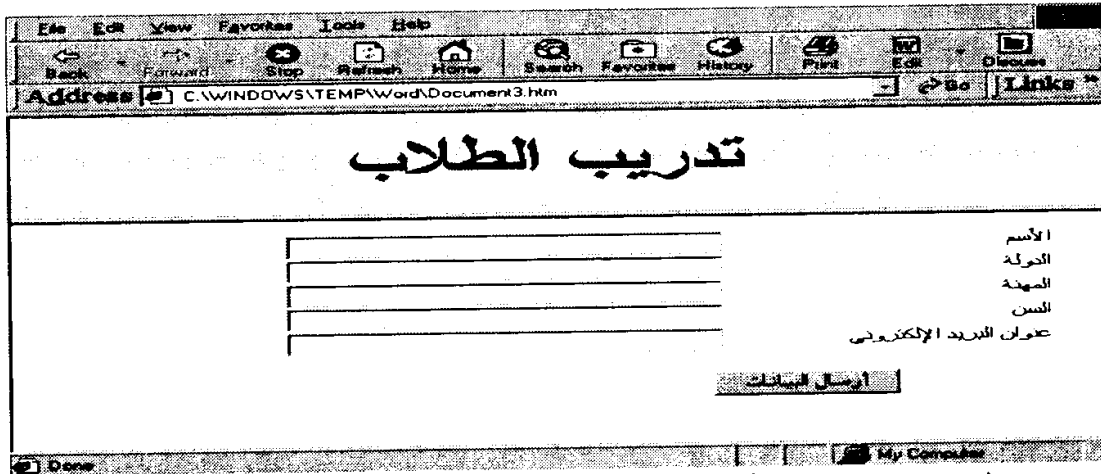 File Edit View Favorites Tools Help
Back Forward Stop Refresh Home Search Favorites History Print Edit Discuss
Address C:\WINDOWS\TEMP\Word\Document3.htm Go Links »
تدريب الطلاب
الأسم
الدولة
المهنة
السن
عنوان البريد الإلكتروني
أرسال البيانات
Done My Computer